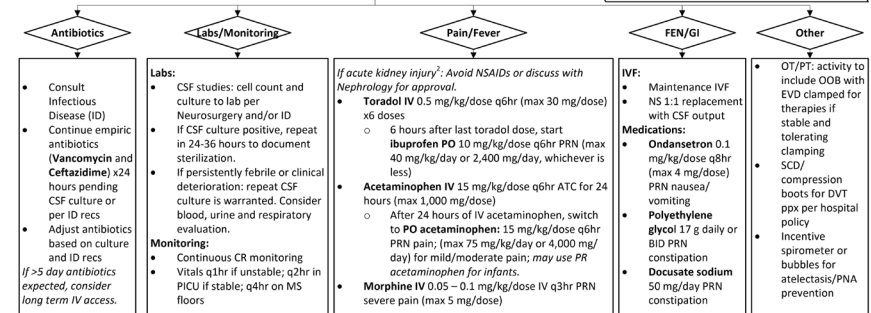 Antibiotics
Labs/Monitoring
Pain/Fever
FEN/GI
Other
• Consult
Infectious
Disease (ID)
• Continue empiric
antibiotics
(Vancomycin and
Ceftazidime) x24
hours pending
CSF culture or
per ID recs
• Adjust antibiotics
based on culture
and ID recs
If >5 day antibiotics
expected, consider
long term IV access.
Labs:
• CSF studies: cell count and
culture to lab per
Neurosurgery and/or ID
• If CSF culture positive, repeat
in 24-36 hours to document
sterilization.
• If persistently febrile or clinical
deterioration: repeat CSF
culture is warranted. Consider
blood, urine and respiratory
evaluation.
Monitoring:
• Continuous CR monitoring
• Vitals q1hr if unstable; q2hr in
PICU if stable; q4hr on MS
floors
If acute kidney injury²: Avoid NSAIDs or discuss with
Nephrology for approval.
• Toradol IV 0.5 mg/kg/dose q6hr (max 30 mg/dose)
x6 doses
o 6 hours after last toradol dose, start
ibuprofen PO 10 mg/kg/dose q6hr PRN (max
40 mg/kg/day or 2,400 mg/day, whichever is
less)
• Acetaminophen IV 15 mg/kg/dose q6hr ATC for 24
hours (max 1,000 mg/dose)
o After 24 hours of IV acetaminophen, switch
to PO acetaminophen: 15 mg/kg/dose q6hr
PRN pain; (max 75 mg/kg/day or 4,000 mg/
day) for mild/moderate pain; may use PR
acetaminophen for infants.
• Morphine IV 0.05 – 0.1 mg/kg/dose IV q3hr PRN
severe pain (max 5 mg/dose)
IVF:
• Maintenance IVF
• NS 1:1 replacement
with CSF output
Medications:
• Ondansetron 0.1
mg/kg/dose q8hr
(max 4 mg/dose)
PRN nausea/
vomiting
• Polyethylene
glycol 17 g daily or
BID PRN
constipation
• Docusate sodium
50 mg/day PRN
constipation
• OT/PT: activity to
include OOB with
EVD clamped for
therapies if
stable and
tolerating
clamping
• SCD/
compression
boots for DVT
ppx per hospital
policy
• Incentive
spirometer or
bubbles for
atelectasis/PNA
prevention